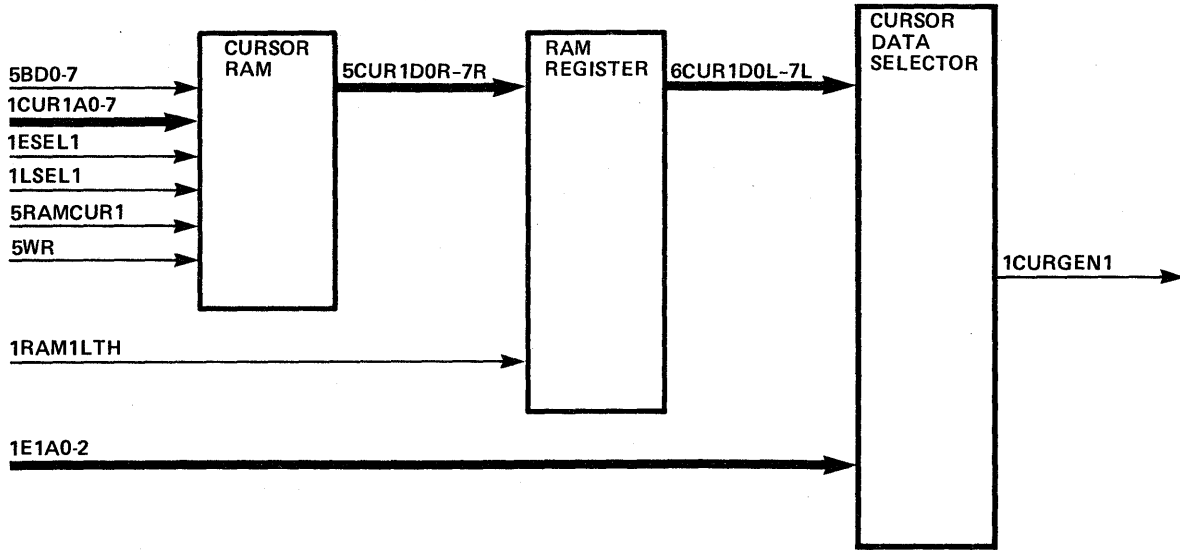 CURSOR
RAM
RAM
REGISTER
CURSOR
DATA
SELECTOR
5BD0-7
1CUR1A0-7
1ESEL1
1LSEL1
5RAMCUR1
5WR
5CUR1D0R-7R
6CUR1D0L-7L
1CURGEN1
1RAM1LTH
1E1A0-2